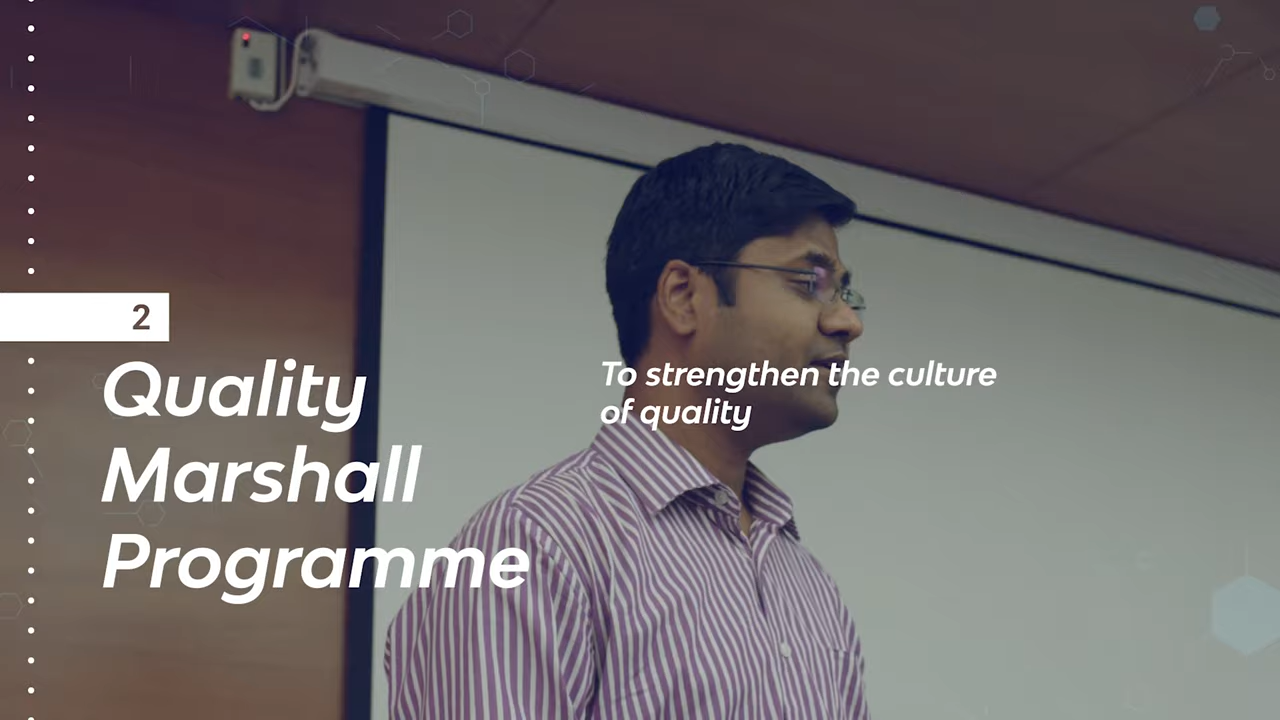 2
Quality
Marshall
Programme
To strengthen the culture
of quality